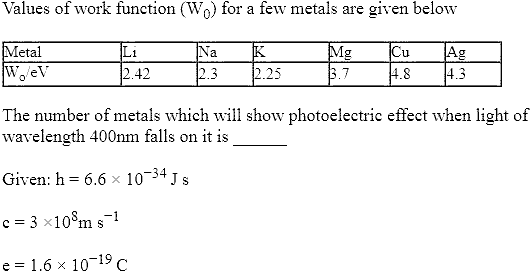 Values of work function (W₀) for a few metals are given below
Metal Li Na K Mg Cu Ag
W₀/eV 2.42 2.3 2.25 3.7 4.8 4.3
The number of metals which will show photoelectric effect when light of
wavelength 400nm falls on it is ______
Given: h = 6.6 × 10⁻³⁴ J s
c = 3 ×10⁸m s⁻¹
e = 1.6 × 10⁻¹⁹ C